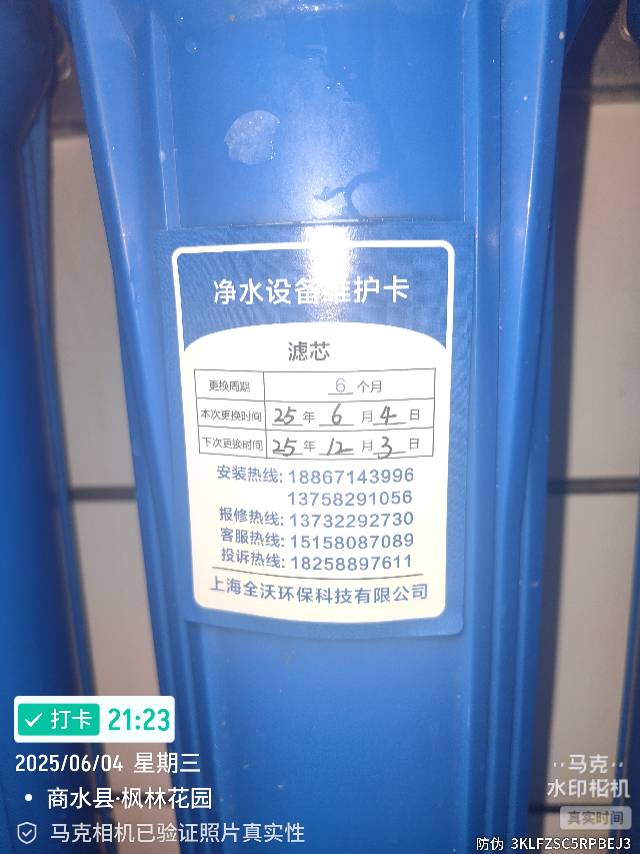 净水设备维护卡
滤芯
更换周期 6 个月
本次更换时间 25 年 6 月 4 日
下次更换时间 25 年 12 月 3 日
安装热线: 18867143996
13758291056
报修热线: 13732292730
客服热线: 15158087089
投诉热线: 18258897611
上海全沃环保科技有限公司
打卡 21:23
2025/06/04 星期三
商水县·枫林花园
马克相机已验证照片真实性
马克
水印相机
真实时间
防伪 3KLFZSC5RPBEJ3